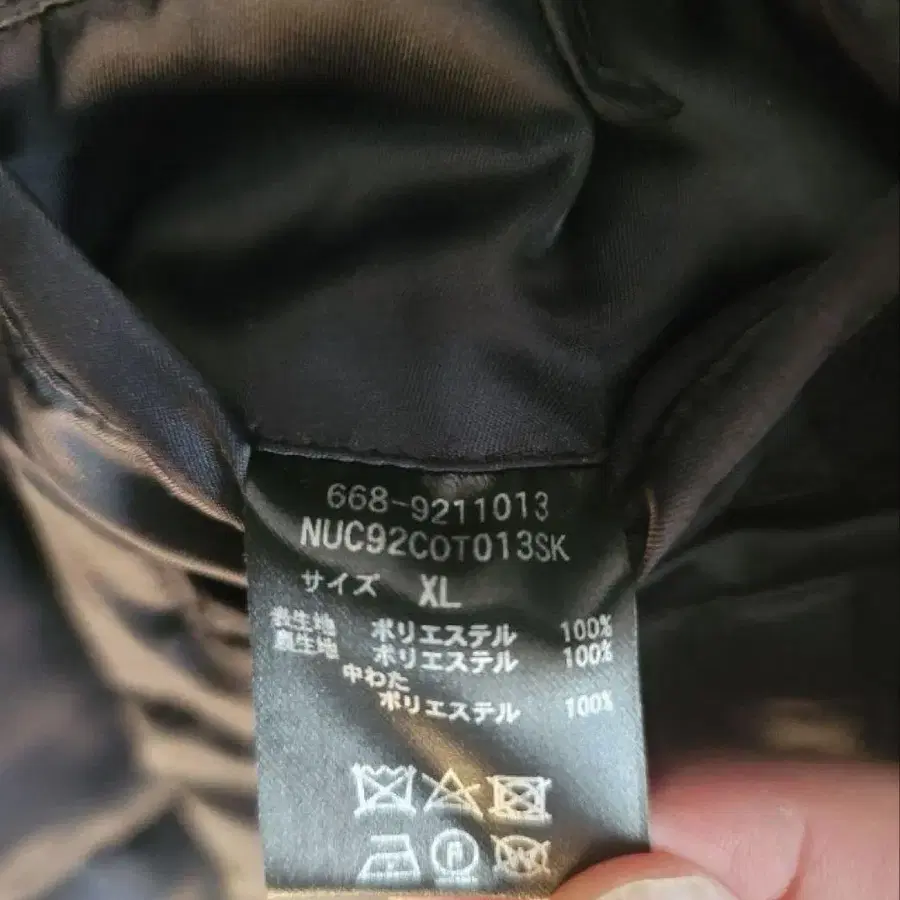 668-9211013
NUC92COT013SK
サイズ XL
表生地 ポリエステル 100%
裏生地 ポリエステル 100%
中わた
ポリエステル 100%